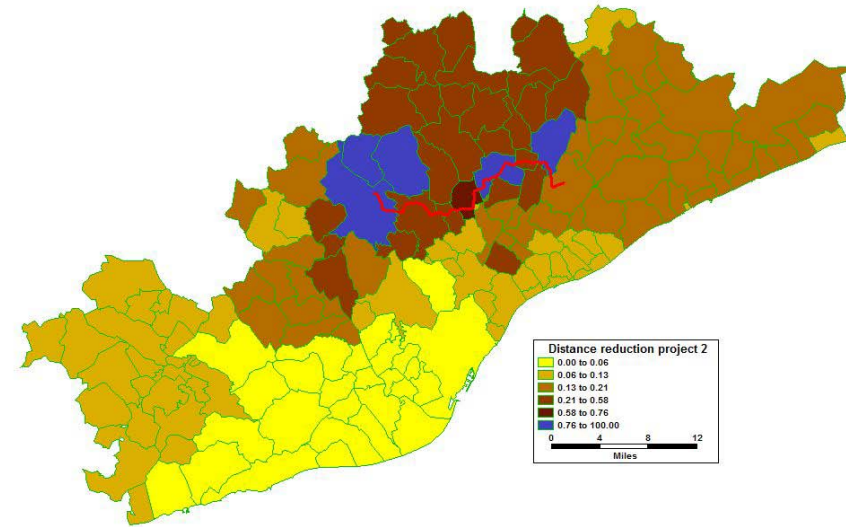 Distance reduction project 2
0.00 to 0.06
0.06 to 0.13
0.13 to 0.21
0.21 to 0.58
0.58 to 0.76
0.76 to 100.00
0 4 8 12
Miles